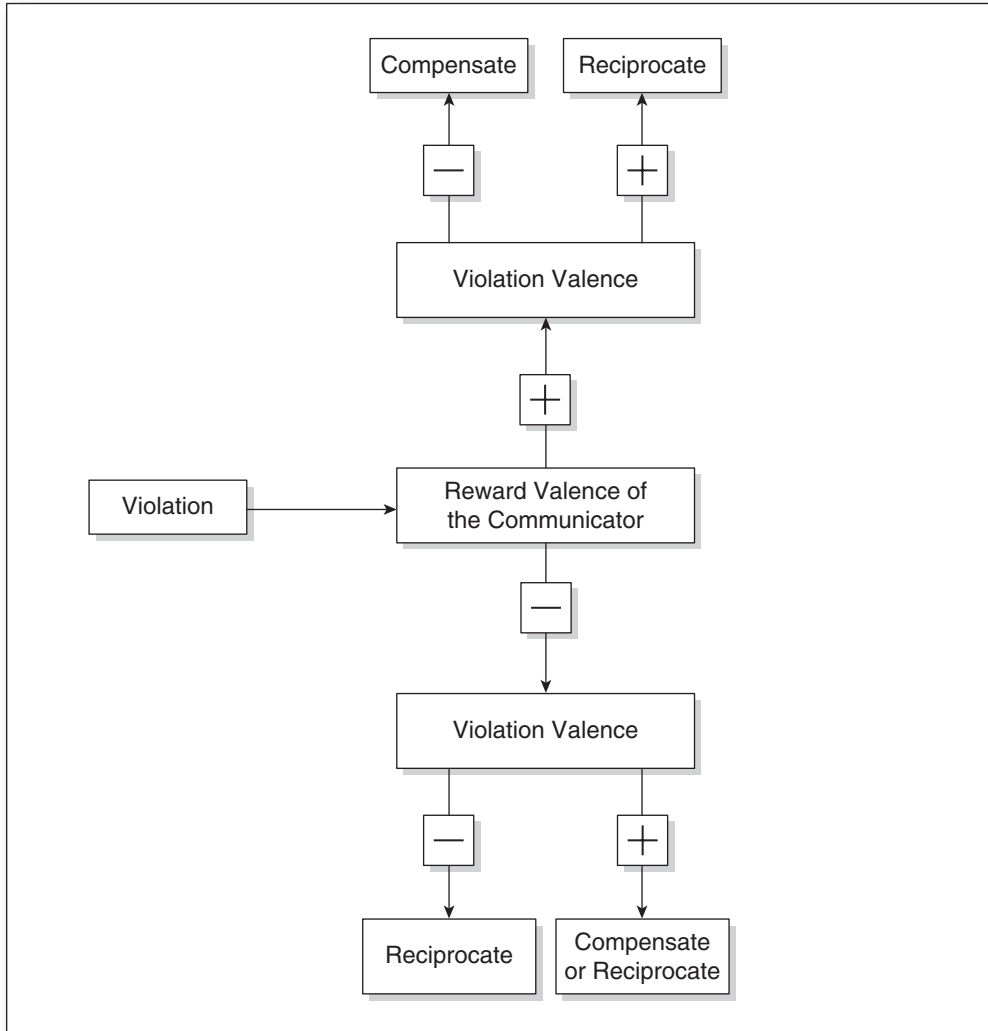 Compensate
Reciprocate
—
+
Violation Valence
+
Violation
Reward Valence of
the Communicator
—
Violation Valence
—
+
Reciprocate
Compensate
or Reciprocate